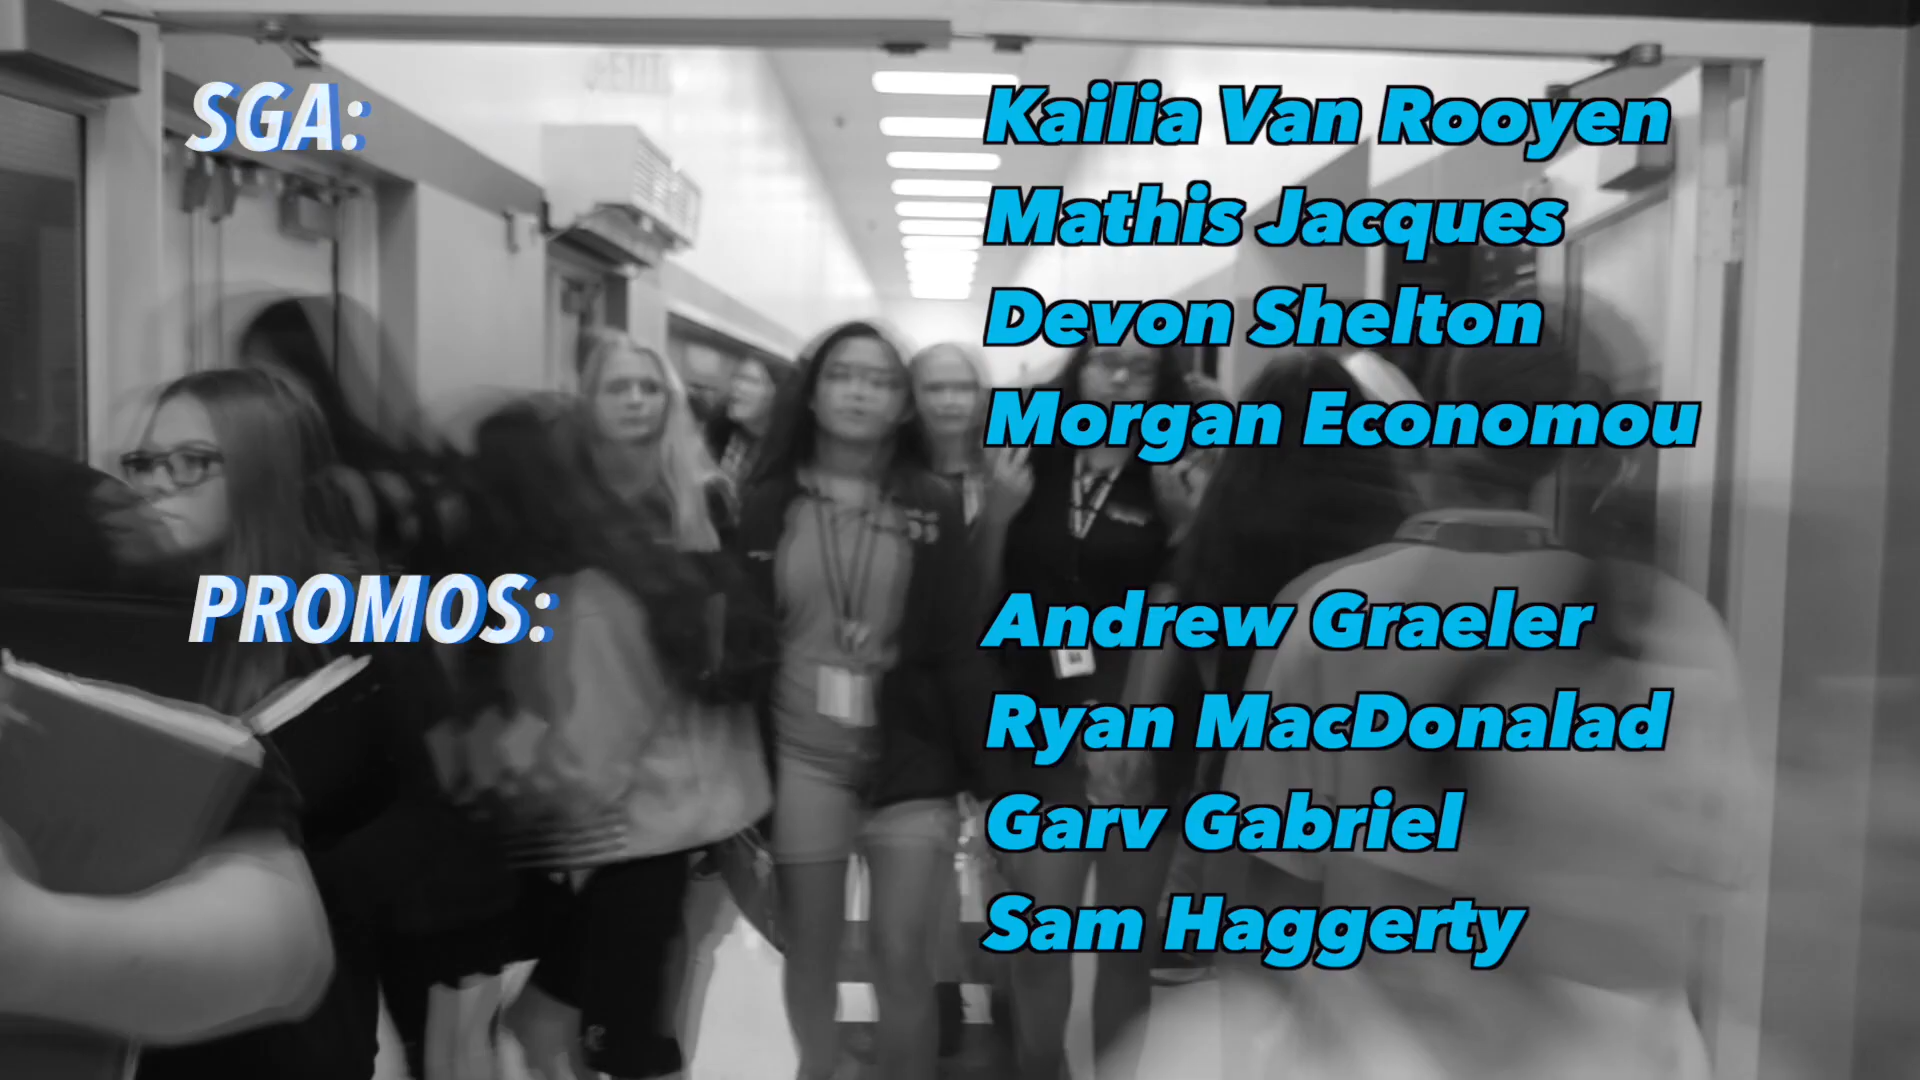 SGA:
Kailia Van Rooyen
Mathis Jacques
Devon Shelton
Morgan Economou
PROMOS:
Andrew Graeler
Ryan MacDonalad
Garv Gabriel
Sam Haggerty
EXIT